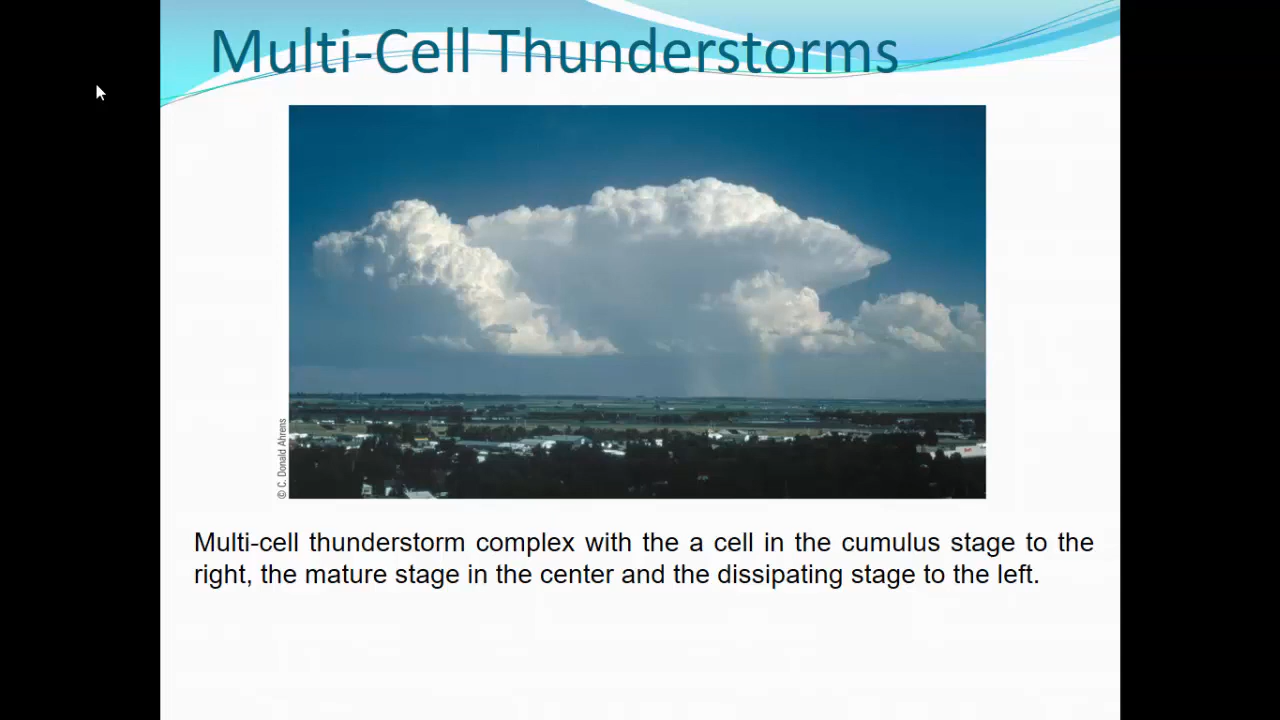 Multi-Cell Thunderstorms
© C. Donald Ahrens
Multi-cell thunderstorm complex with the a cell in the cumulus stage to the
right, the mature stage in the center and the dissipating stage to the left.